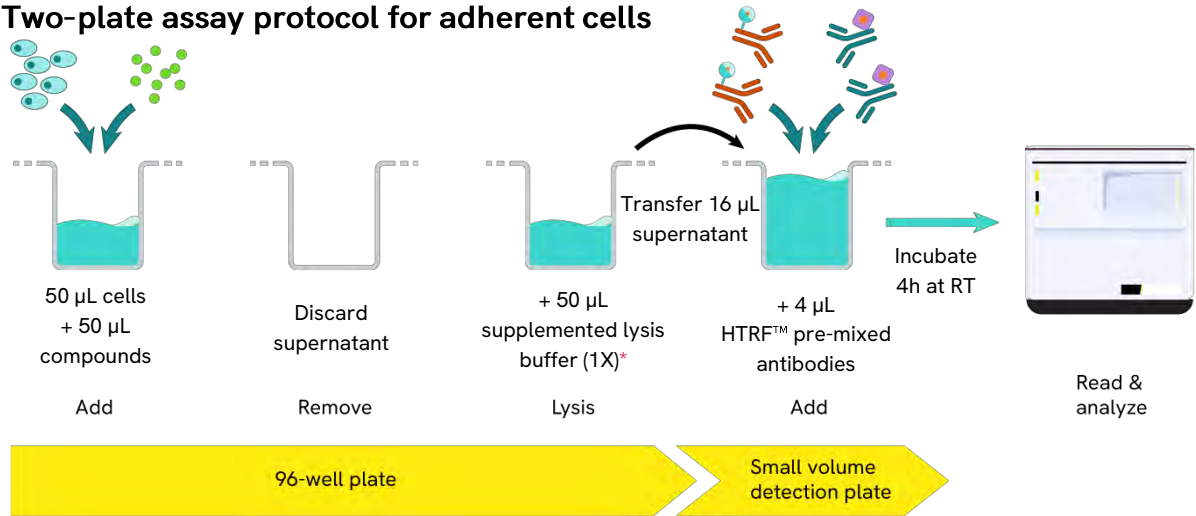 Two-plate assay protocol for adherent cells
50 µL cells
+ 50 µL
compounds
Add
Discard
supernatant
Remove
+ 50 µL
supplemented lysis
buffer (1X)*
Lysis
Transfer 16 µL
supernatant
+ 4 µL
HTRF™ pre-mixed
antibodies
Add
Incubate
4h at RT
Read &
analyze
96-well plate
Small volume
detection plate